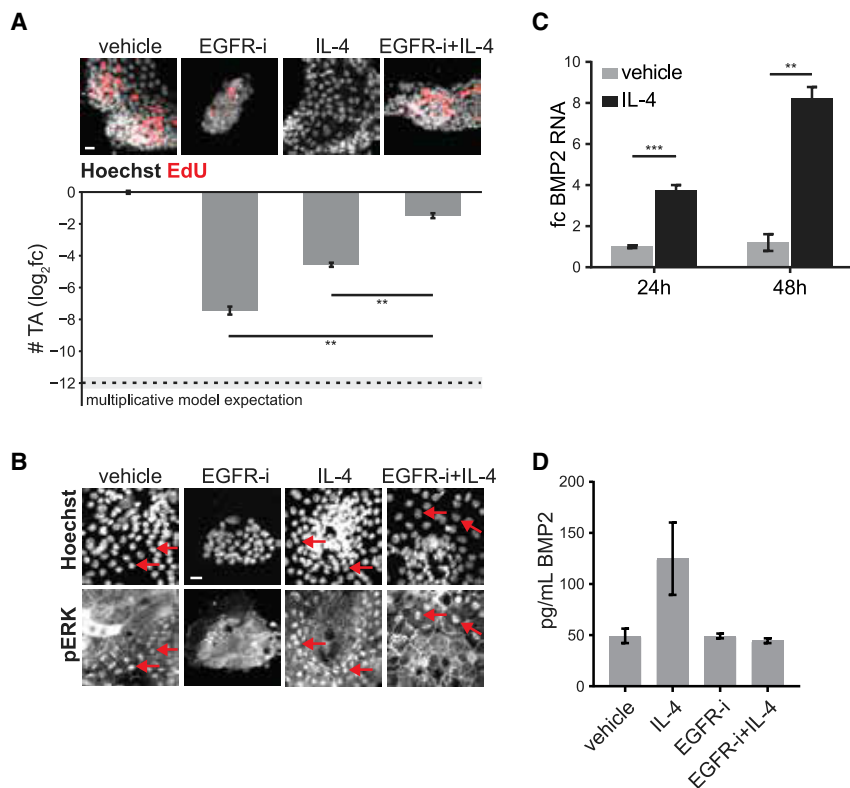 A
vehicle EGFR-i IL-4 EGFR-i+IL-4
Hoechst EdU
# TA (log2fc)
0
−2
−4
−6
−8
−10
−12
**
**
multiplicative model expectation
B
vehicle EGFR-i IL-4 EGFR-i+IL-4
Hoechst
pERK
C
fc BMP2 RNA
10
8
6
4
2
0
vehicle
IL-4
***
**
24h 48h
D
pg/mL BMP2
200
150
100
50
0
vehicle
IL-4
EGFR-i
EGFR-i+IL-4